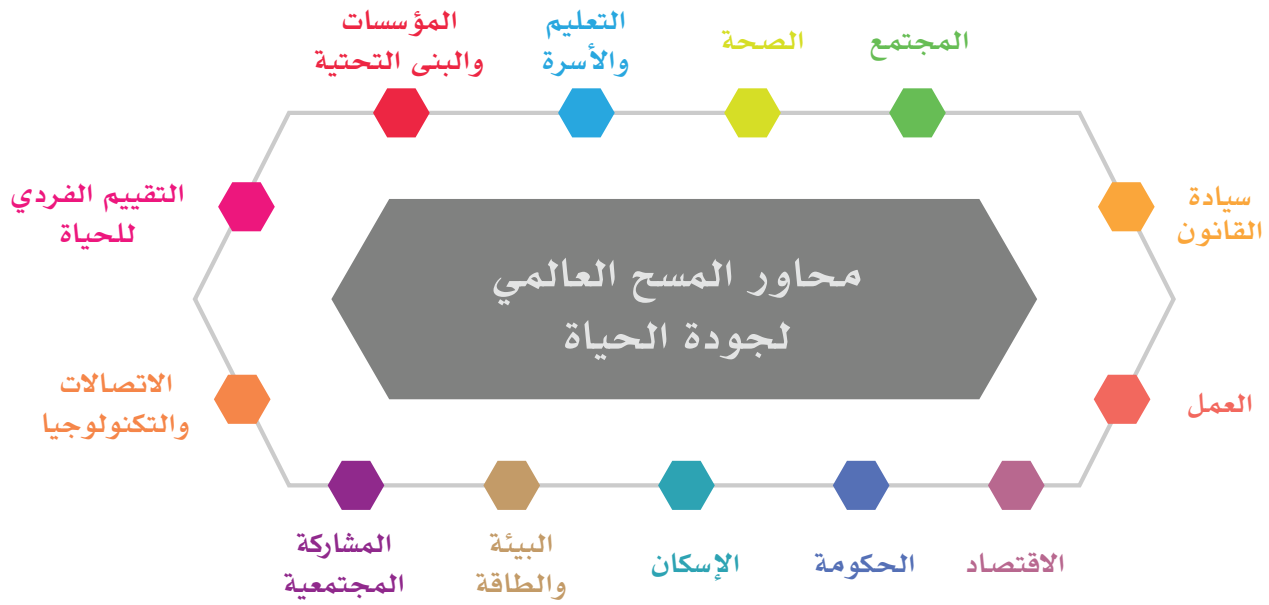 المجتمع
الصحة
التعليم
والأسرة
المؤسسات
والبنى التحتية
سيادة
القانون
التقييم الفردي
للحياة
محاور المسح العالمي
لجودة الحياة
العمل
الاتصالات
والتكنولوجيا
الاقتصاد
الحكومة
الإسكان
البيئة
والطاقة
المشاركة
المجتمعية